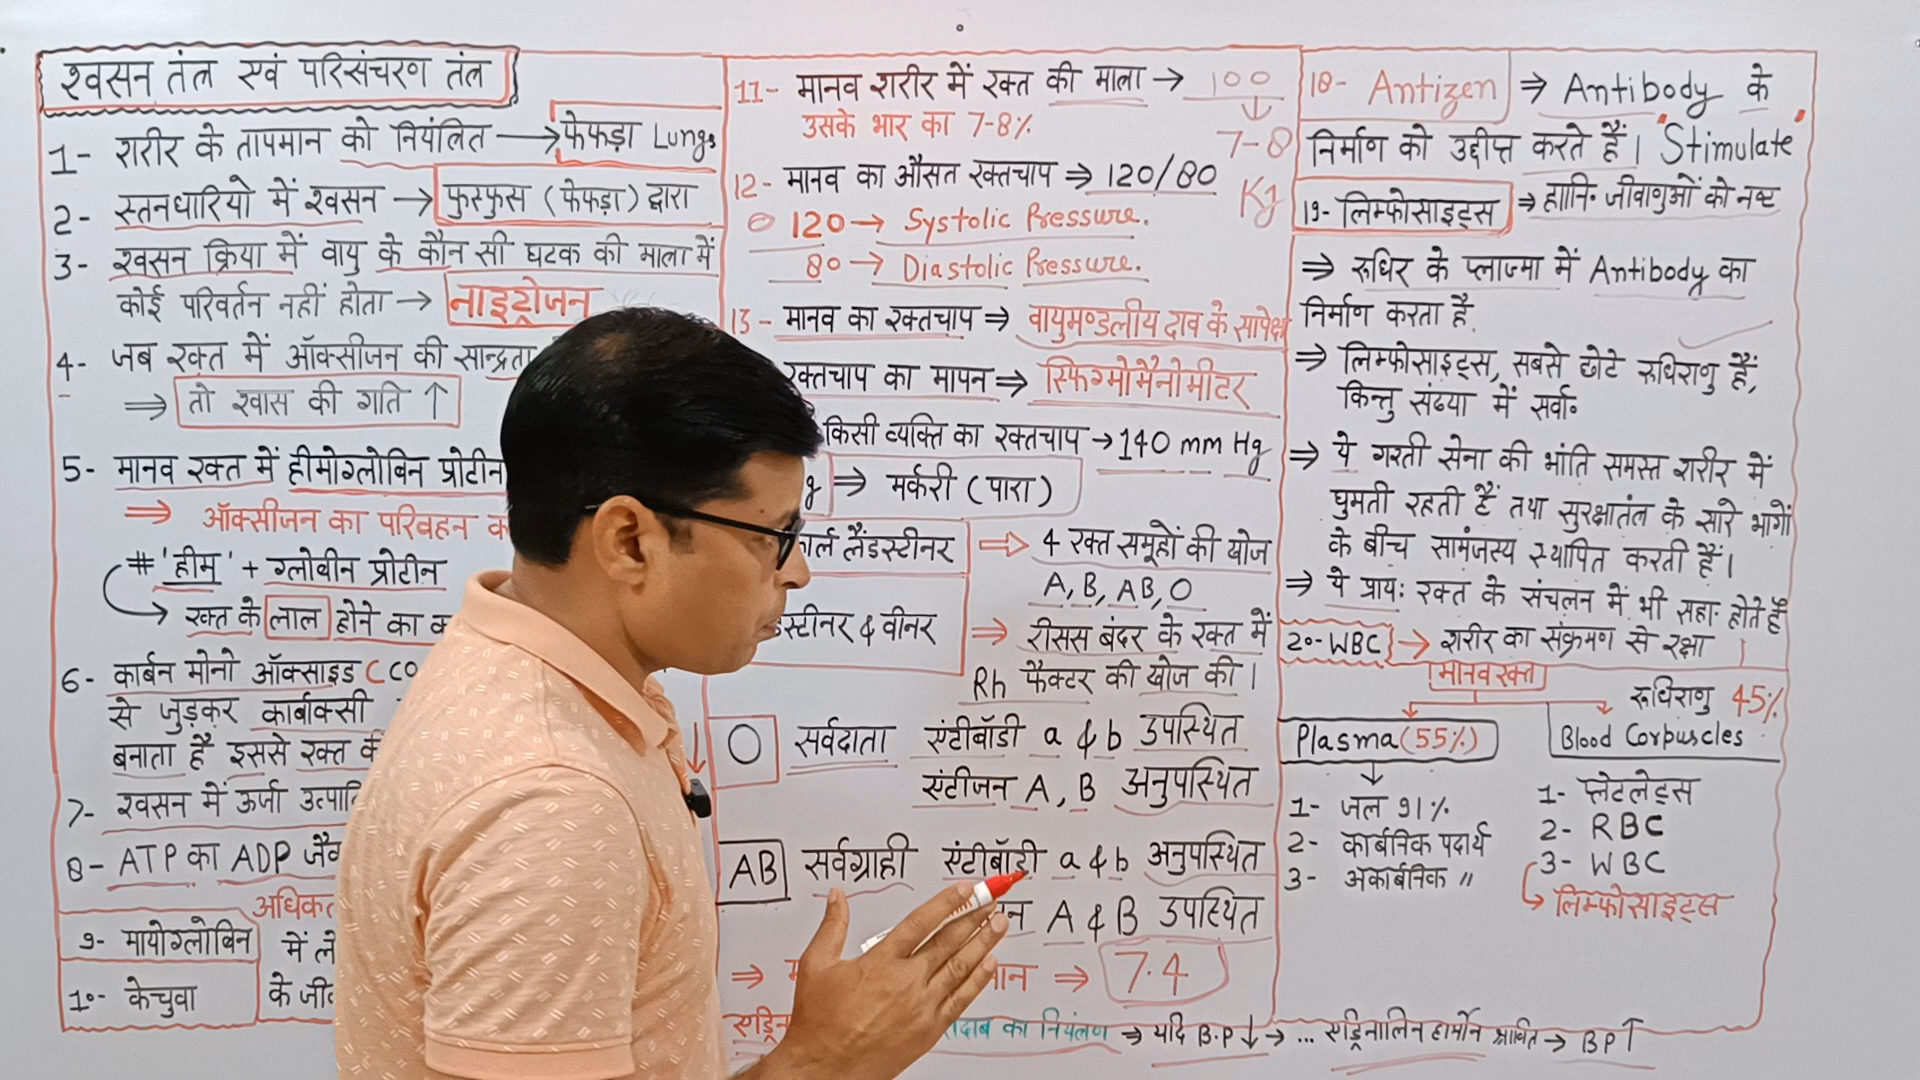 श्वसन तंत्र एवं परिसंचरण तंत्र
1- शरीर के तापमान को नियंत्रित → फेफड़ा Lungs
2- स्तनधारियो में श्वसन → फुस्फुस (फेफड़ा) द्वारा
3- श्वसन क्रिया में वायु के कौन सी घटक की मात्रा में
कोई परिवर्तन नहीं होता → नाइट्रोजन
4- जब रक्त में ऑक्सीजन की सान्द्रता
⇒ तो श्वास की गति ↑
5- मानव रक्त में हीमोग्लोबिन प्रोटीन
⇒ ऑक्सीजन का परिवहन
# 'हीम' + ग्लोबीन प्रोटीन
→ रक्त के लाल होने का
6- कार्बन मोनो ऑक्साइड (CO
से जुड़कर कार्बोक्सी
बनाता है इससे रक्त
7- श्वसन में ऊर्जा
8- ATP का ADP
9- मायोग्लोबिन
में
10- केचुवा
के
11- मानव शरीर में रक्त की मात्रा → 100
उसके भार का 7-8%
↓
7-8
Kg
12- मानव का औसत रक्तचाप ⇒ 120/80
120 → Systolic Pressure.
80 → Diastolic Pressure.
13- मानव का रक्तचाप ⇒ वायुमण्डलीय दाव के सापेक्ष
रक्तचाप का मापन ⇒ स्फिग्मोमैनोमीटर
किसी व्यक्ति का रक्तचाप → 140 mm Hg
g ⇒ मर्करी (पारा)
कार्ल लैंडस्टीनर ⇒ 4 रक्त समूहों की खोज
A, B, AB, O
स्टीनर & वीनर ⇒ रीसस बंदर के रक्त में
Rh फैक्टर की खोज की।
O सर्वदाता एंटीबॉडी a & b उपस्थित
एंटीजन A, B अनुपस्थित
AB सर्वग्राही एंटीबॉडी a & b अनुपस्थित
जन A & B उपस्थित
⇒ मान ⇒ 7.4
का नियंत्रण ⇒ यदि B.P ↓ → ... एड्रिनालिन हार्मोन श्रावित → BP ↑
18- Antizen ⇒ Antibody के
निर्माण को उद्दीप्त करते हैं। Stimulate
19- लिम्फोसाइट्स ⇒ हानि॰ जीवाणुओं को नष्ट
⇒ रूधिर के प्लाज्मा में Antibody का
निर्माण करता है.
⇒ लिम्फोसाइट्स, सबसे छोटे रूधिराणु हैं,
किन्तु संख्या में सर्वा॰
⇒ ये गस्ती सेना की भांति समस्त शरीर में
घुमती रहती हैं तथा सुरक्षातंत्र के सारे भागों
के बीच सामंजस्य स्थापित करती हैं।
⇒ ये प्रायः रक्त के संचलन में भी सहा॰ होते हैं
20- WBC → शरीर का संक्रमण से रक्षा
मानव रक्त
Plasma (55%)
रूधिराणु 45%
Blood Corpuscles
1- जल 91%
2- कार्बनिक पदार्थ
3- अकार्बनिक "
1- प्लेटलेट्स
2- RBC
3- WBC
→ लिम्फोसाइट्स